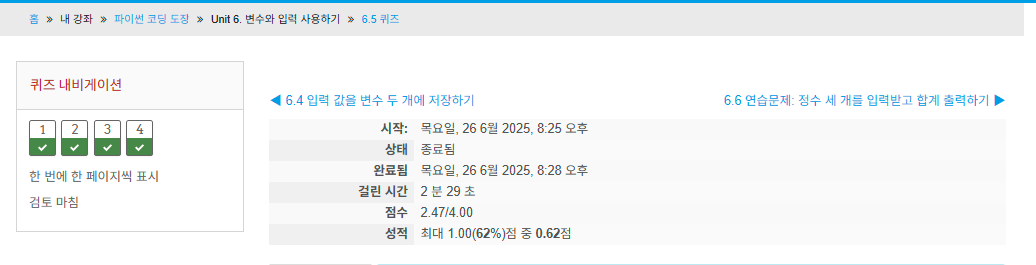 홈 » 내 강좌 » 파이썬 코딩 도장 » Unit 6. 변수와 입력 사용하기 » 6.5 퀴즈
퀴즈 내비게이션
1 2 3 4
한 번에 한 페이지씩 표시
검토 마침
◀ 6.4 입력 값을 변수 두 개에 저장하기
6.6 연습문제: 정수 세 개를 입력받고 합계 출력하기 ▶
시작: 목요일, 26 6월 2025, 8:25 오후
상태 종료됨
완료됨 목요일, 26 6월 2025, 8:28 오후
걸린 시간 2 분 29 초
점수 2.47/4.00
성적 최대 1.00(62%)점 중 0.62점